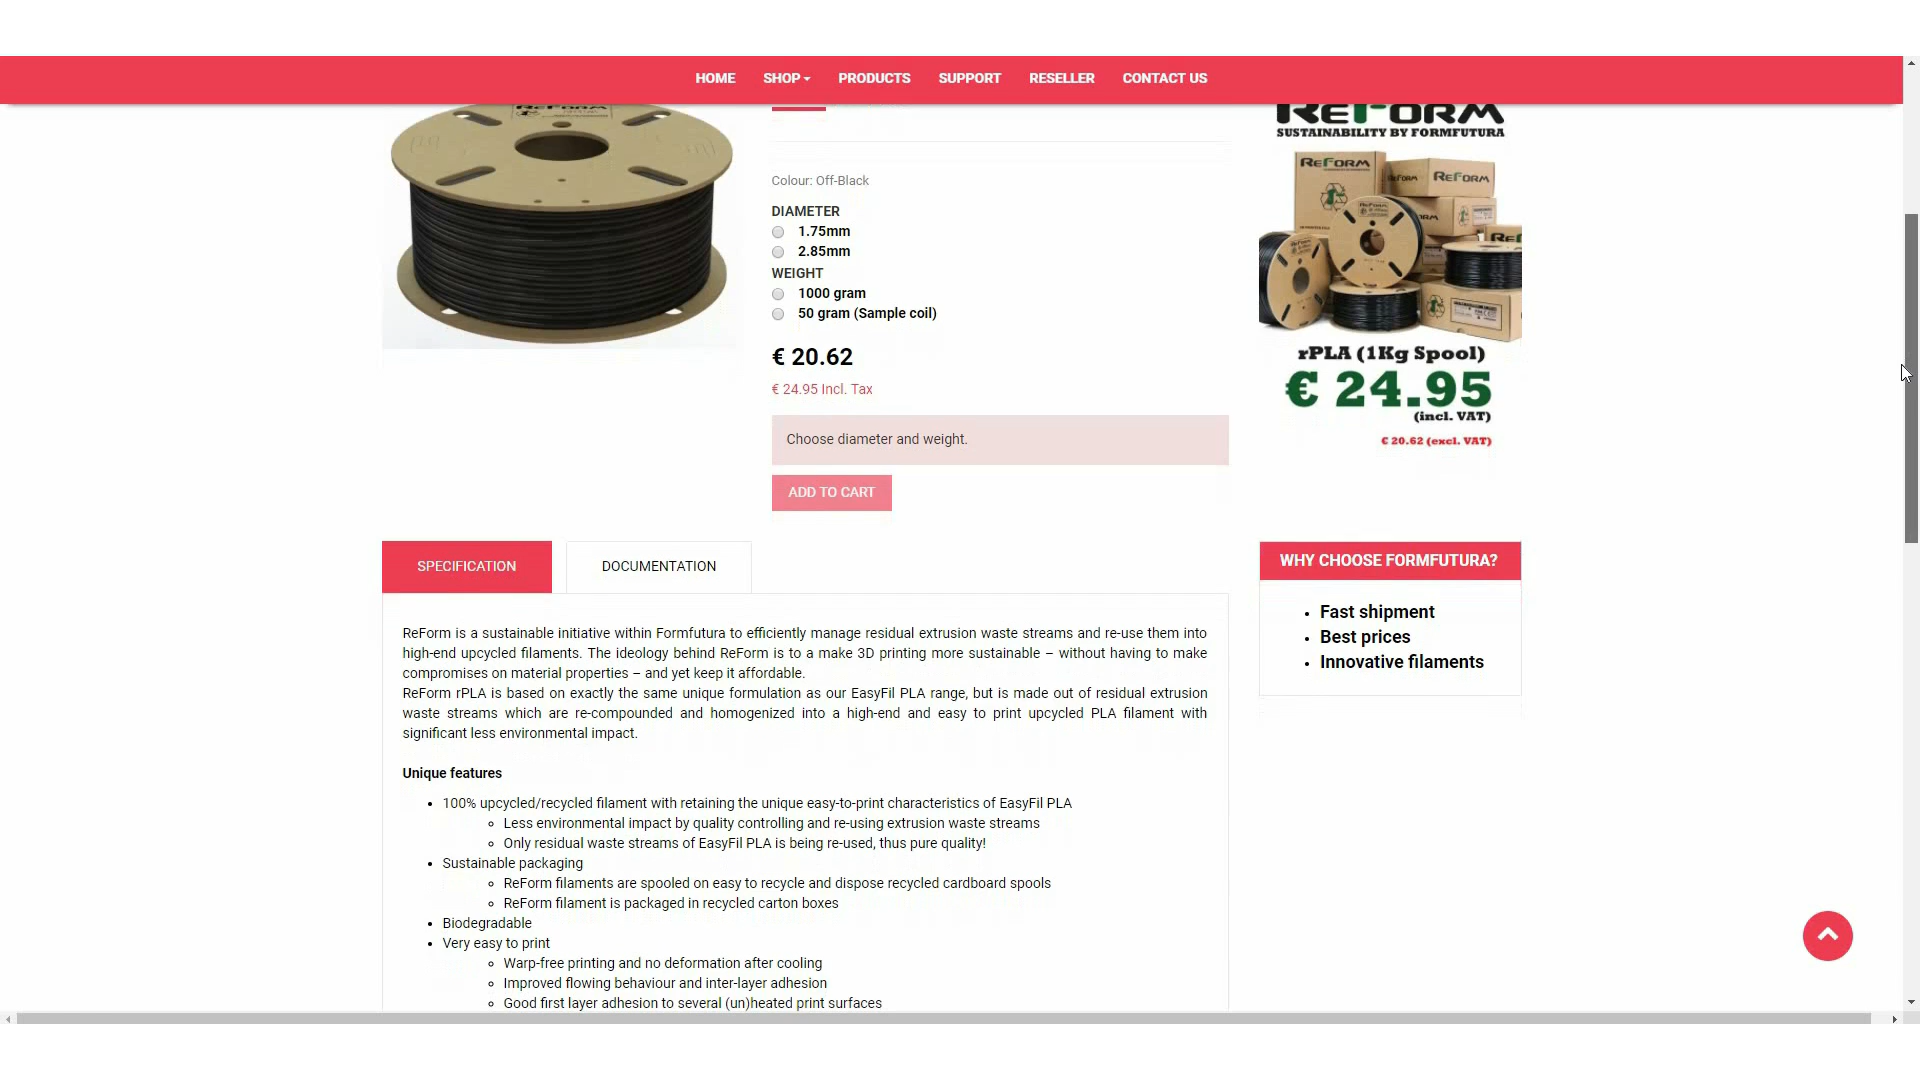 HOME SHOP PRODUCTS SUPPORT RESELLER CONTACT US
REFORM
REFORM
SUSTAINABILITY BY FORMFUTURA
Colour: Off-Black
DIAMETER
1.75mm
2.85mm
WEIGHT
1000 gram
50 gram (Sample coil)
€ 20.62
€ 24.95 Incl. Tax
Choose diameter and weight.
ADD TO CART
REFORM
REFORM
REFORM
rPLA (1Kg Spool)
€ 24.95
(incl. VAT)
€ 20.62 (excl. VAT)
SPECIFICATION
DOCUMENTATION
ReForm is a sustainable initiative within Formfutura to efficiently manage residual extrusion waste streams and re-use them into
high-end upcycled filaments. The ideology behind ReForm is to a make 3D printing more sustainable – without having to make
compromises on material properties – and yet keep it affordable.
ReForm rPLA is based on exactly the same unique formulation as our EasyFil PLA range, but is made out of residual extrusion
waste streams which are re-compounded and homogenized into a high-end and easy to print upcycled PLA filament with
significant less environmental impact.
Unique features
100% upcycled/recycled filament with retaining the unique easy-to-print characteristics of EasyFil PLA
Less environmental impact by quality controlling and re-using extrusion waste streams
Only residual waste streams of EasyFil PLA is being re-used, thus pure quality!
Sustainable packaging
ReForm filaments are spooled on easy to recycle and dispose recycled cardboard spools
ReForm filament is packaged in recycled carton boxes
Biodegradable
Very easy to print
Warp-free printing and no deformation after cooling
Improved flowing behaviour and inter-layer adhesion
Good first layer adhesion to several (un)heated print surfaces
WHY CHOOSE FORMFUTURA?
Fast shipment
Best prices
Innovative filaments